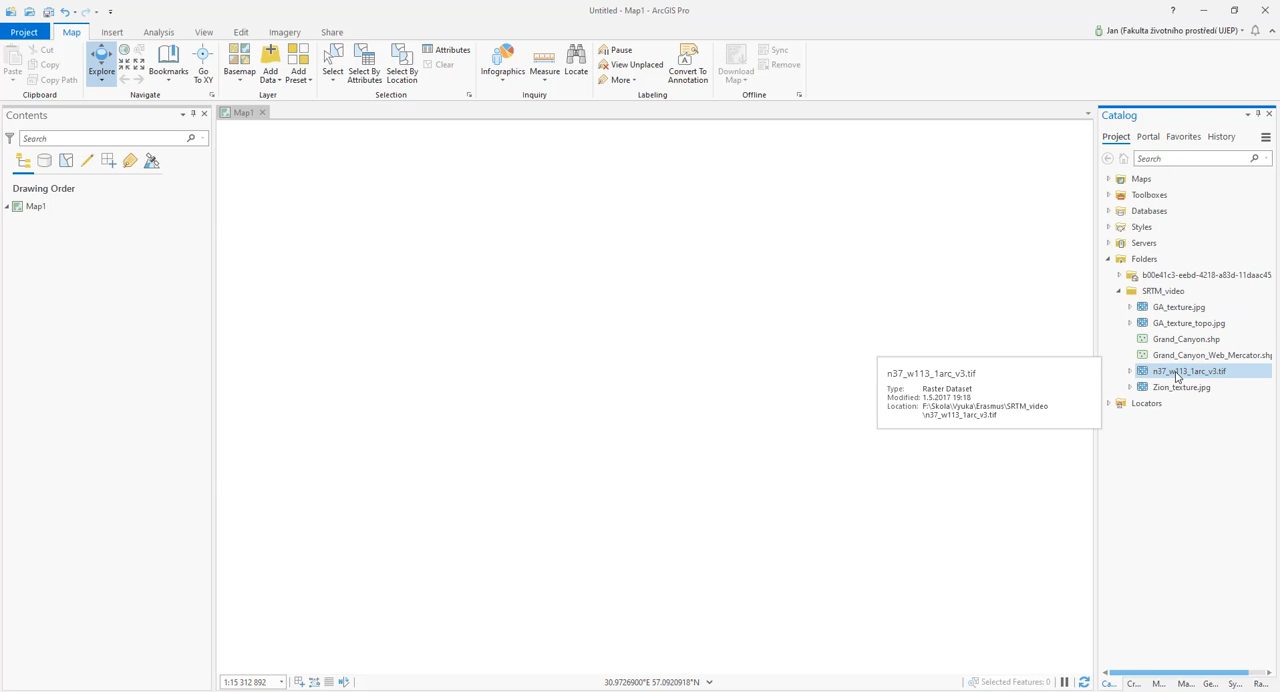 Untitled - Map1 - ArcGIS Pro
? 
Project Map Insert Analysis View Edit Imagery Share
Jan (Fakulta životního prostředí UJEP)
Paste
Cut
Copy
Copy Path
Clipboard
Explore
Bookmarks
Go To XY
Navigate
Basemap
Add Data
Add Preset
Layer
Select
Select By Attributes
Select By Location
Attributes
Clear
Selection
Infographics
Measure
Locate
Inquiry
Pause
View Unplaced
More
Convert To Annotation
Labeling
Download Map
Sync
Remove
Offline
Contents
Search
Drawing Order
Map1
Map1
n37_w113_1arc_v3.tif
Type: Raster Dataset
Modified: 1.5.2017 19:18
Location: F:\Skola\Vyuka\Erasmus\SRTM_video
\n37_w113_1arc_v3.tif
1:15 312 892
30.9726900°E 57.0920918°N
Selected Features: 0
Catalog
Project Portal Favorites History
Search
Maps
Toolboxes
Databases
Styles
Servers
Folders
b00e41c3-eebd-4218-a83d-11daac45
SRTM_video
GA_texture.jpg
GA_texture_topo.jpg
Grand_Canyon.shp
Grand_Canyon_Web_Mercator.shp
n37_w113_1arc_v3.tif
Zion_texture.jpg
Locators
Ca... Cr... M... Ma... Ge... Sy... Ra...